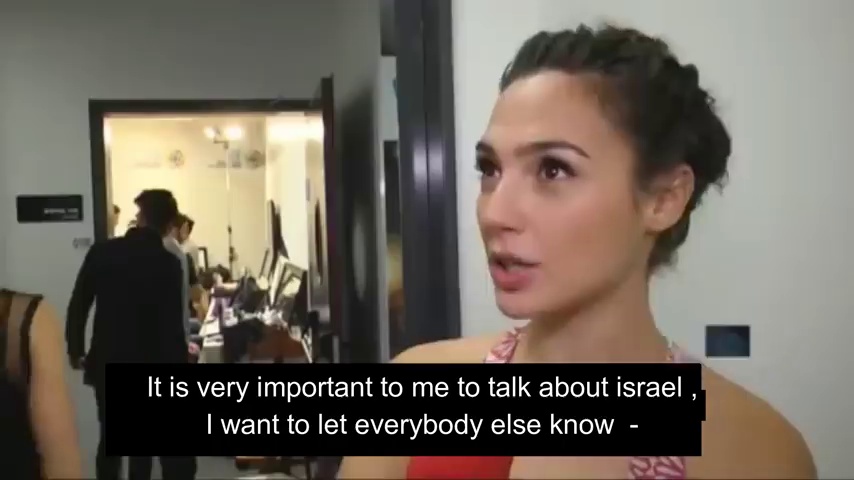 It is very important to me to talk about israel ,
I want to let everybody else know -